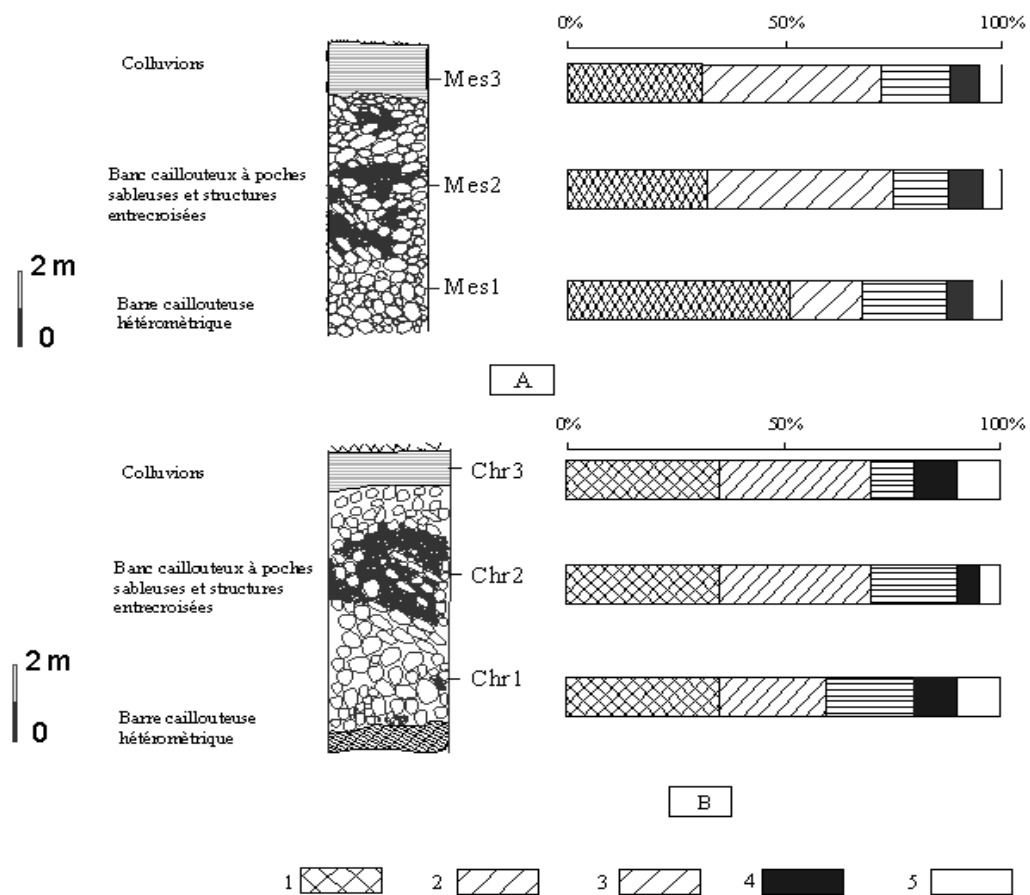 0% 50% 100%
Colluvions
Mes3
Banc caillouteux à poches
sableuses et structures
entrecroisées
Mes2
2 m
0
Barre caillouteuse
hétéromètrique
Mes1
A
0% 50% 100%
Colluvions
Chr3
Banc caillouteux à poches
sableuses et structures
entrecroisées
Chr2
2 m
0
Barre caillouteuse
hétéromètrique
Chr1
B
1 2 3 4 5